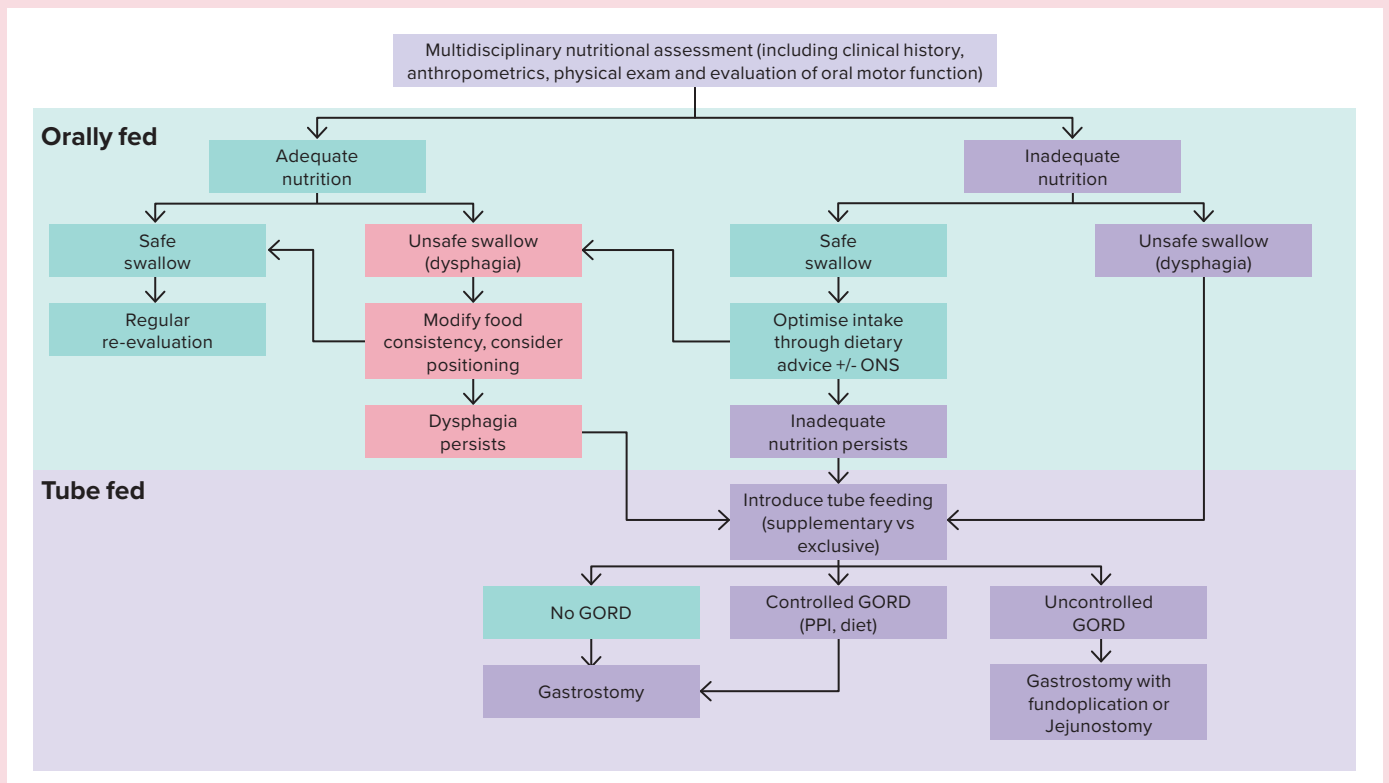 Multidisciplinary nutritional assessment (including clinical history,
anthropometrics, physical exam and evaluation of oral motor function)
Orally fed
Adequate
nutrition
Inadequate
nutrition
Safe
swallow
Unsafe swallow
(dysphagia)
Safe
swallow
Unsafe swallow
(dysphagia)
Regular
re-evaluation
Modify food
consistency, consider
positioning
Optimise intake
through dietary
advice +/- ONS
Dysphagia
persists
Inadequate
nutrition persists
Tube fed
Introduce tube feeding
(supplementary vs
exclusive)
No GORD
Controlled GORD
(PPI, diet)
Uncontrolled
GORD
Gastrostomy
Gastrostomy with
fundoplication or
Jejunostomy